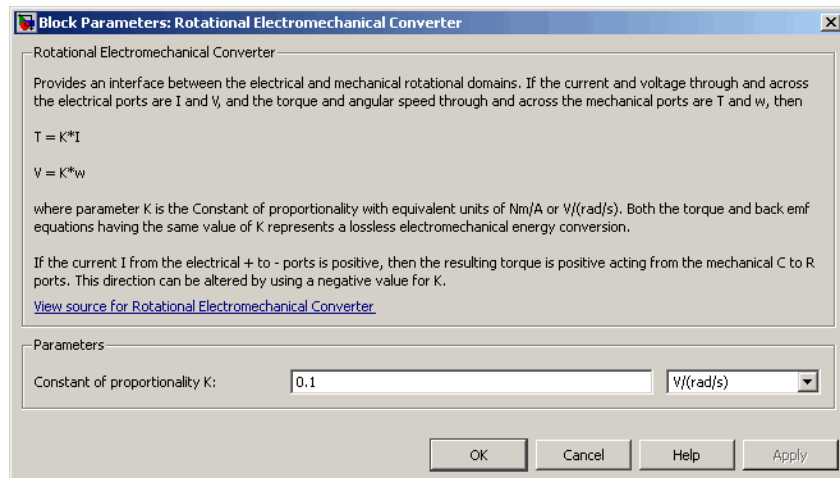 Block Parameters: Rotational Electromechanical Converter
Rotational Electromechanical Converter
Provides an interface between the electrical and mechanical rotational domains. If the current and voltage through and across
the electrical ports are I and V, and the torque and angular speed through and across the mechanical ports are T and w, then
T = K*I
V = K*w
where parameter K is the Constant of proportionality with equivalent units of Nm/A or V/(rad/s). Both the torque and back emf
equations having the same value of K represents a lossless electromechanical energy conversion.
If the current I from the electrical + to - ports is positive, then the resulting torque is positive acting from the mechanical C to R
ports. This direction can be altered by using a negative value for K.
View source for Rotational Electromechanical Converter
Parameters
Constant of proportionality K: 0.1 V/(rad/s)
OK Cancel Help Apply